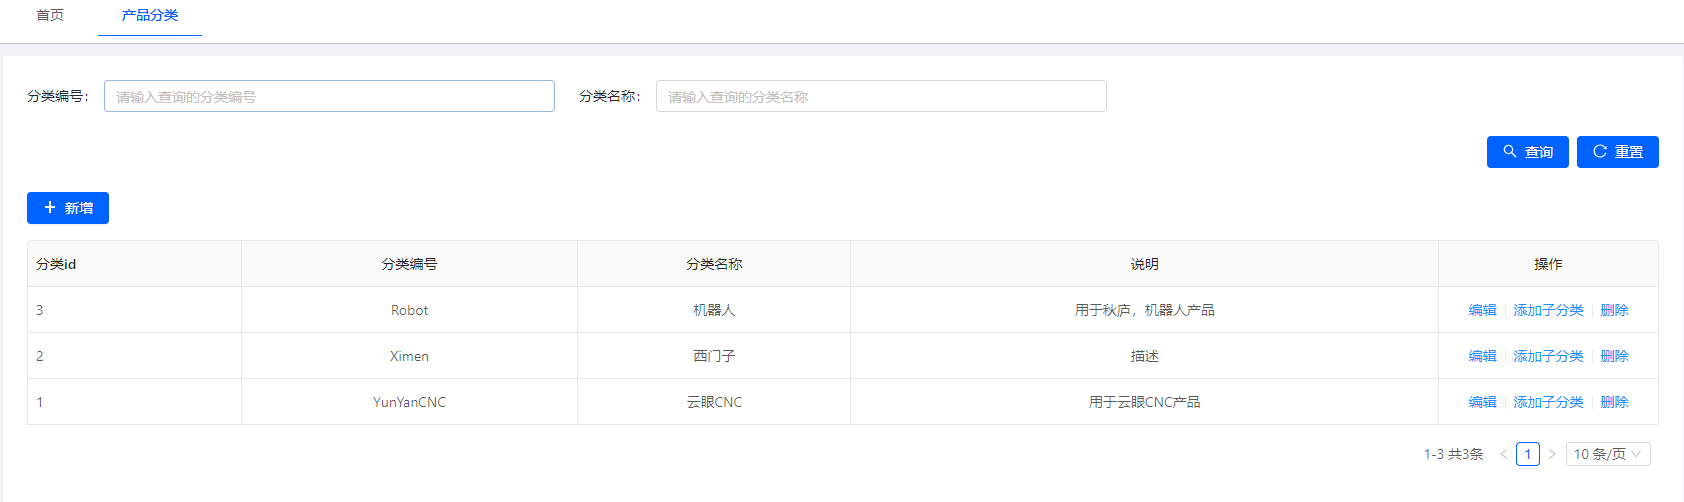 首页 产品分类
分类编号： 请输入查询的分类编号 分类名称： 请输入查询的分类名称
查询 重置
新增
分类id 分类编号 分类名称 说明 操作
3 Robot 机器人 用于秋庐，机器人产品 编辑 添加子分类 删除
2 Ximen 西门子 描述 编辑 添加子分类 删除
1 YunYanCNC 云眼CNC 用于云眼CNC产品 编辑 添加子分类 删除
1-3 共3条 1 10 条/页